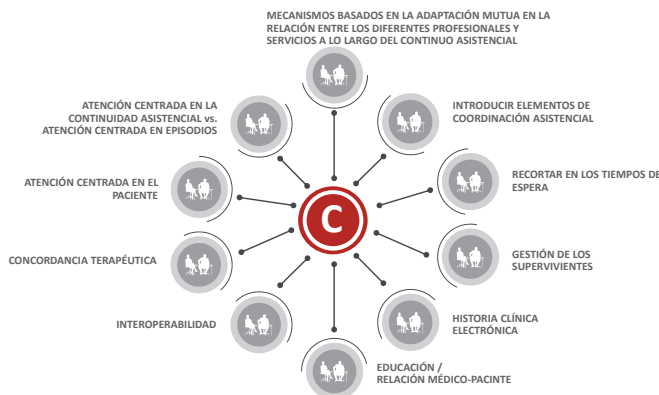 MECANISMOS BASADOS EN LA ADAPTACIÓN MUTUA EN LA
RELACIÓN ENTRE LOS DIFERENTES PROFESIONALES Y
SERVICIOS A LO LARGO DEL CONTINUO ASISTENCIAL
ATENCIÓN CENTRADA EN LA
CONTINUIDAD ASISTENCIAL vs.
ATENCIÓN CENTRADA EN EPISODIOS
INTRODUCIR ELEMENTOS DE
COORDINACIÓN ASISTENCIAL
ATENCIÓN CENTRADA EN EL
PACIENTE
RECORTAR EN LOS TIEMPOS DE
ESPERA
C
CONCORDANCIA TERAPÉUTICA
GESTIÓN DE LOS
SUPERVIVIENTES
INTEROPERABILIDAD
HISTORIA CLÍNICA
ELECTRÓNICA
EDUCACIÓN /
RELACIÓN MÉDICO-PACINTE